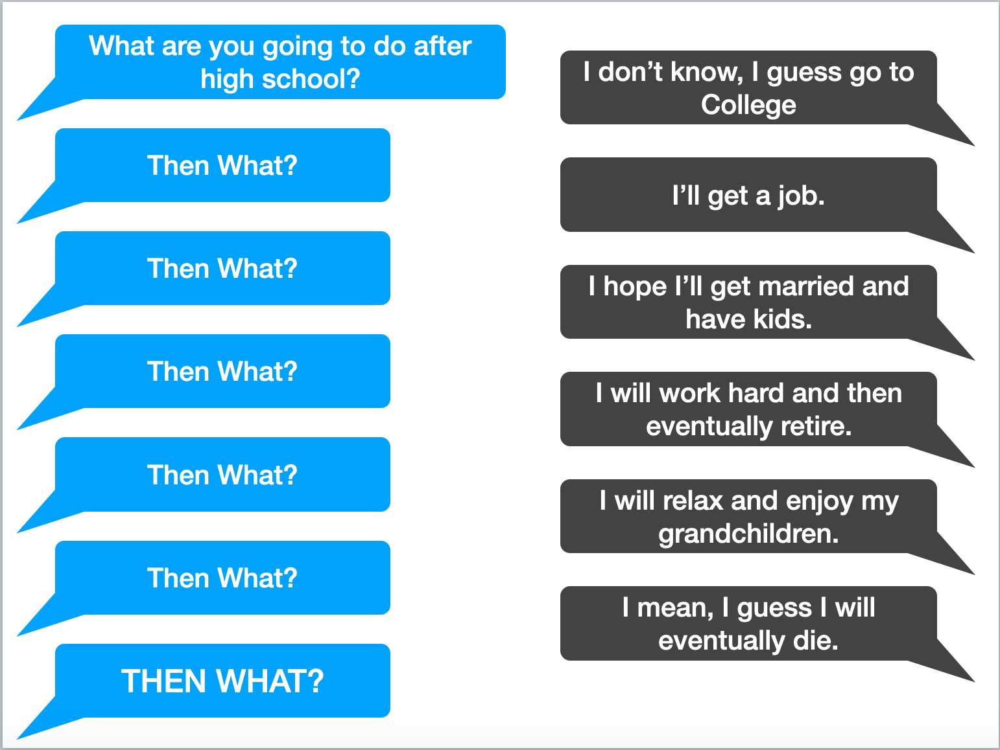 What are you going to do after
high school?
I don’t know, I guess go to
College
Then What?
I’ll get a job.
Then What?
I hope I’ll get married and
have kids.
Then What?
I will work hard and then
eventually retire.
Then What?
I will relax and enjoy my
grandchildren.
Then What?
I mean, I guess I will
eventually die.
THEN WHAT?